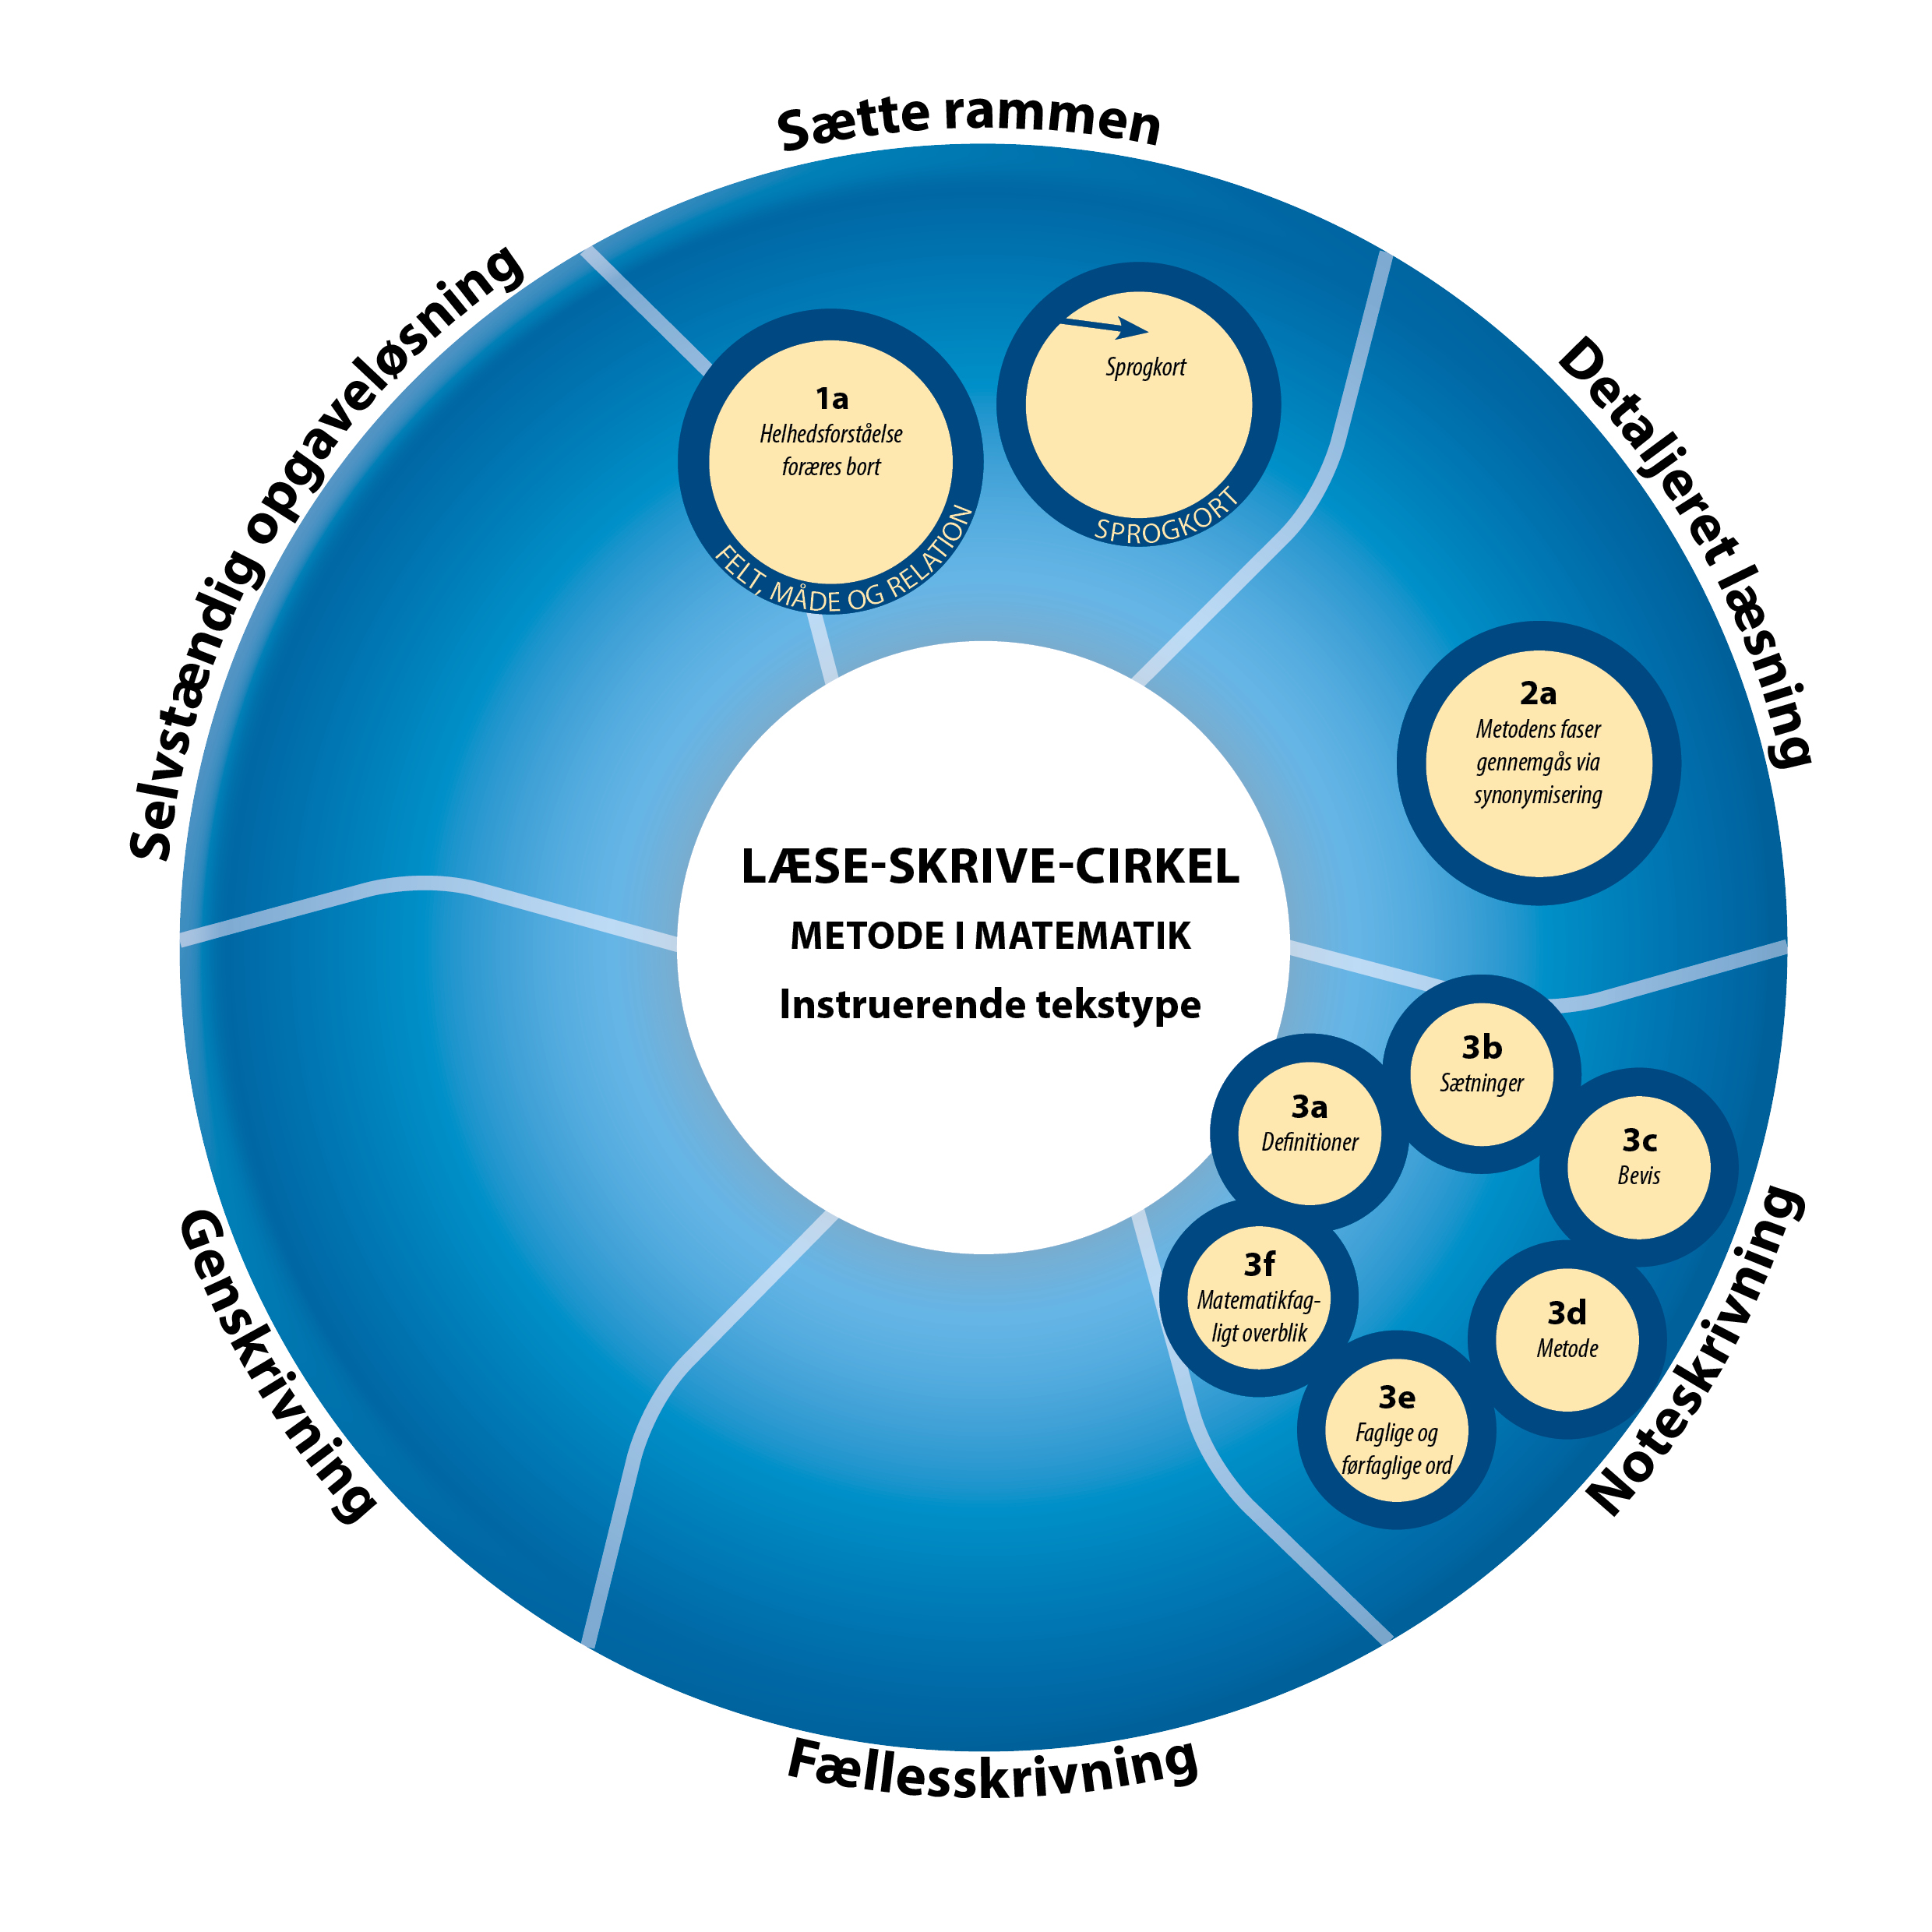 Sætte rammen
Detaljeret læsning
Noteskrivning
Fællesskrivning
Genskrivning
Selvstændig opgaveløsning
1a
Helhedsforståelse
foræres bort
FELT, MÅDE OG RELATION
Sprogkort
SPROGKORT
2a
Metodens faser
gennemgås via
synonymisering
LÆSE-SKRIVE-CIRKEL
METODE I MATEMATIK
Instruerende tekstype
3a
Definitioner
3b
Sætninger
3c
Bevis
3d
Metode
3e
Faglige og
førfaglige ord
3f
Matematikfag-
ligt overblik